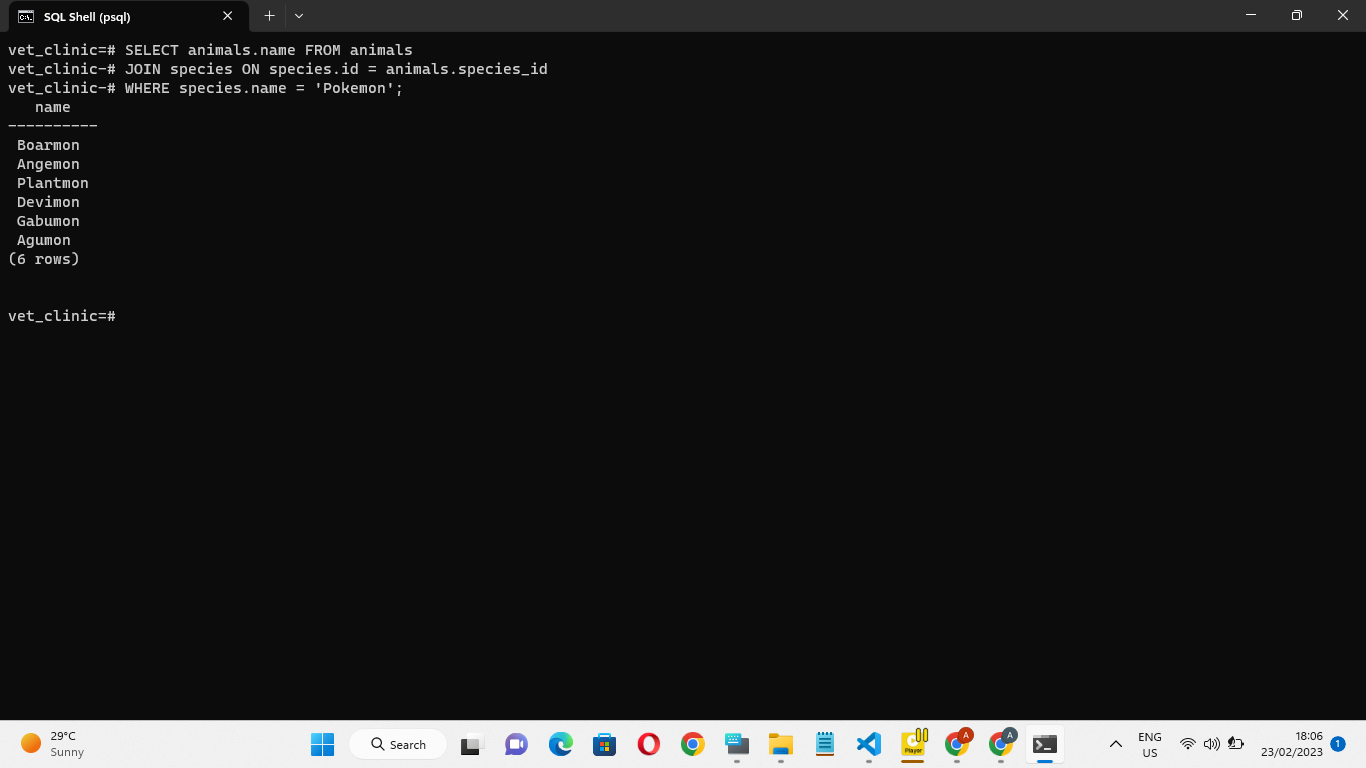 SQL Shell (psql)
vet_clinic=# SELECT animals.name FROM animals
vet_clinic-# JOIN species ON species.id = animals.species_id
vet_clinic-# WHERE species.name = 'Pokemon';
name
----------
Boarmon
Angemon
Plantmon
Devimon
Gabumon
Agumon
(6 rows)
vet_clinic=#
29°C
Sunny
Search
Player
A
A
ENG
US
18:06
23/02/2023
1